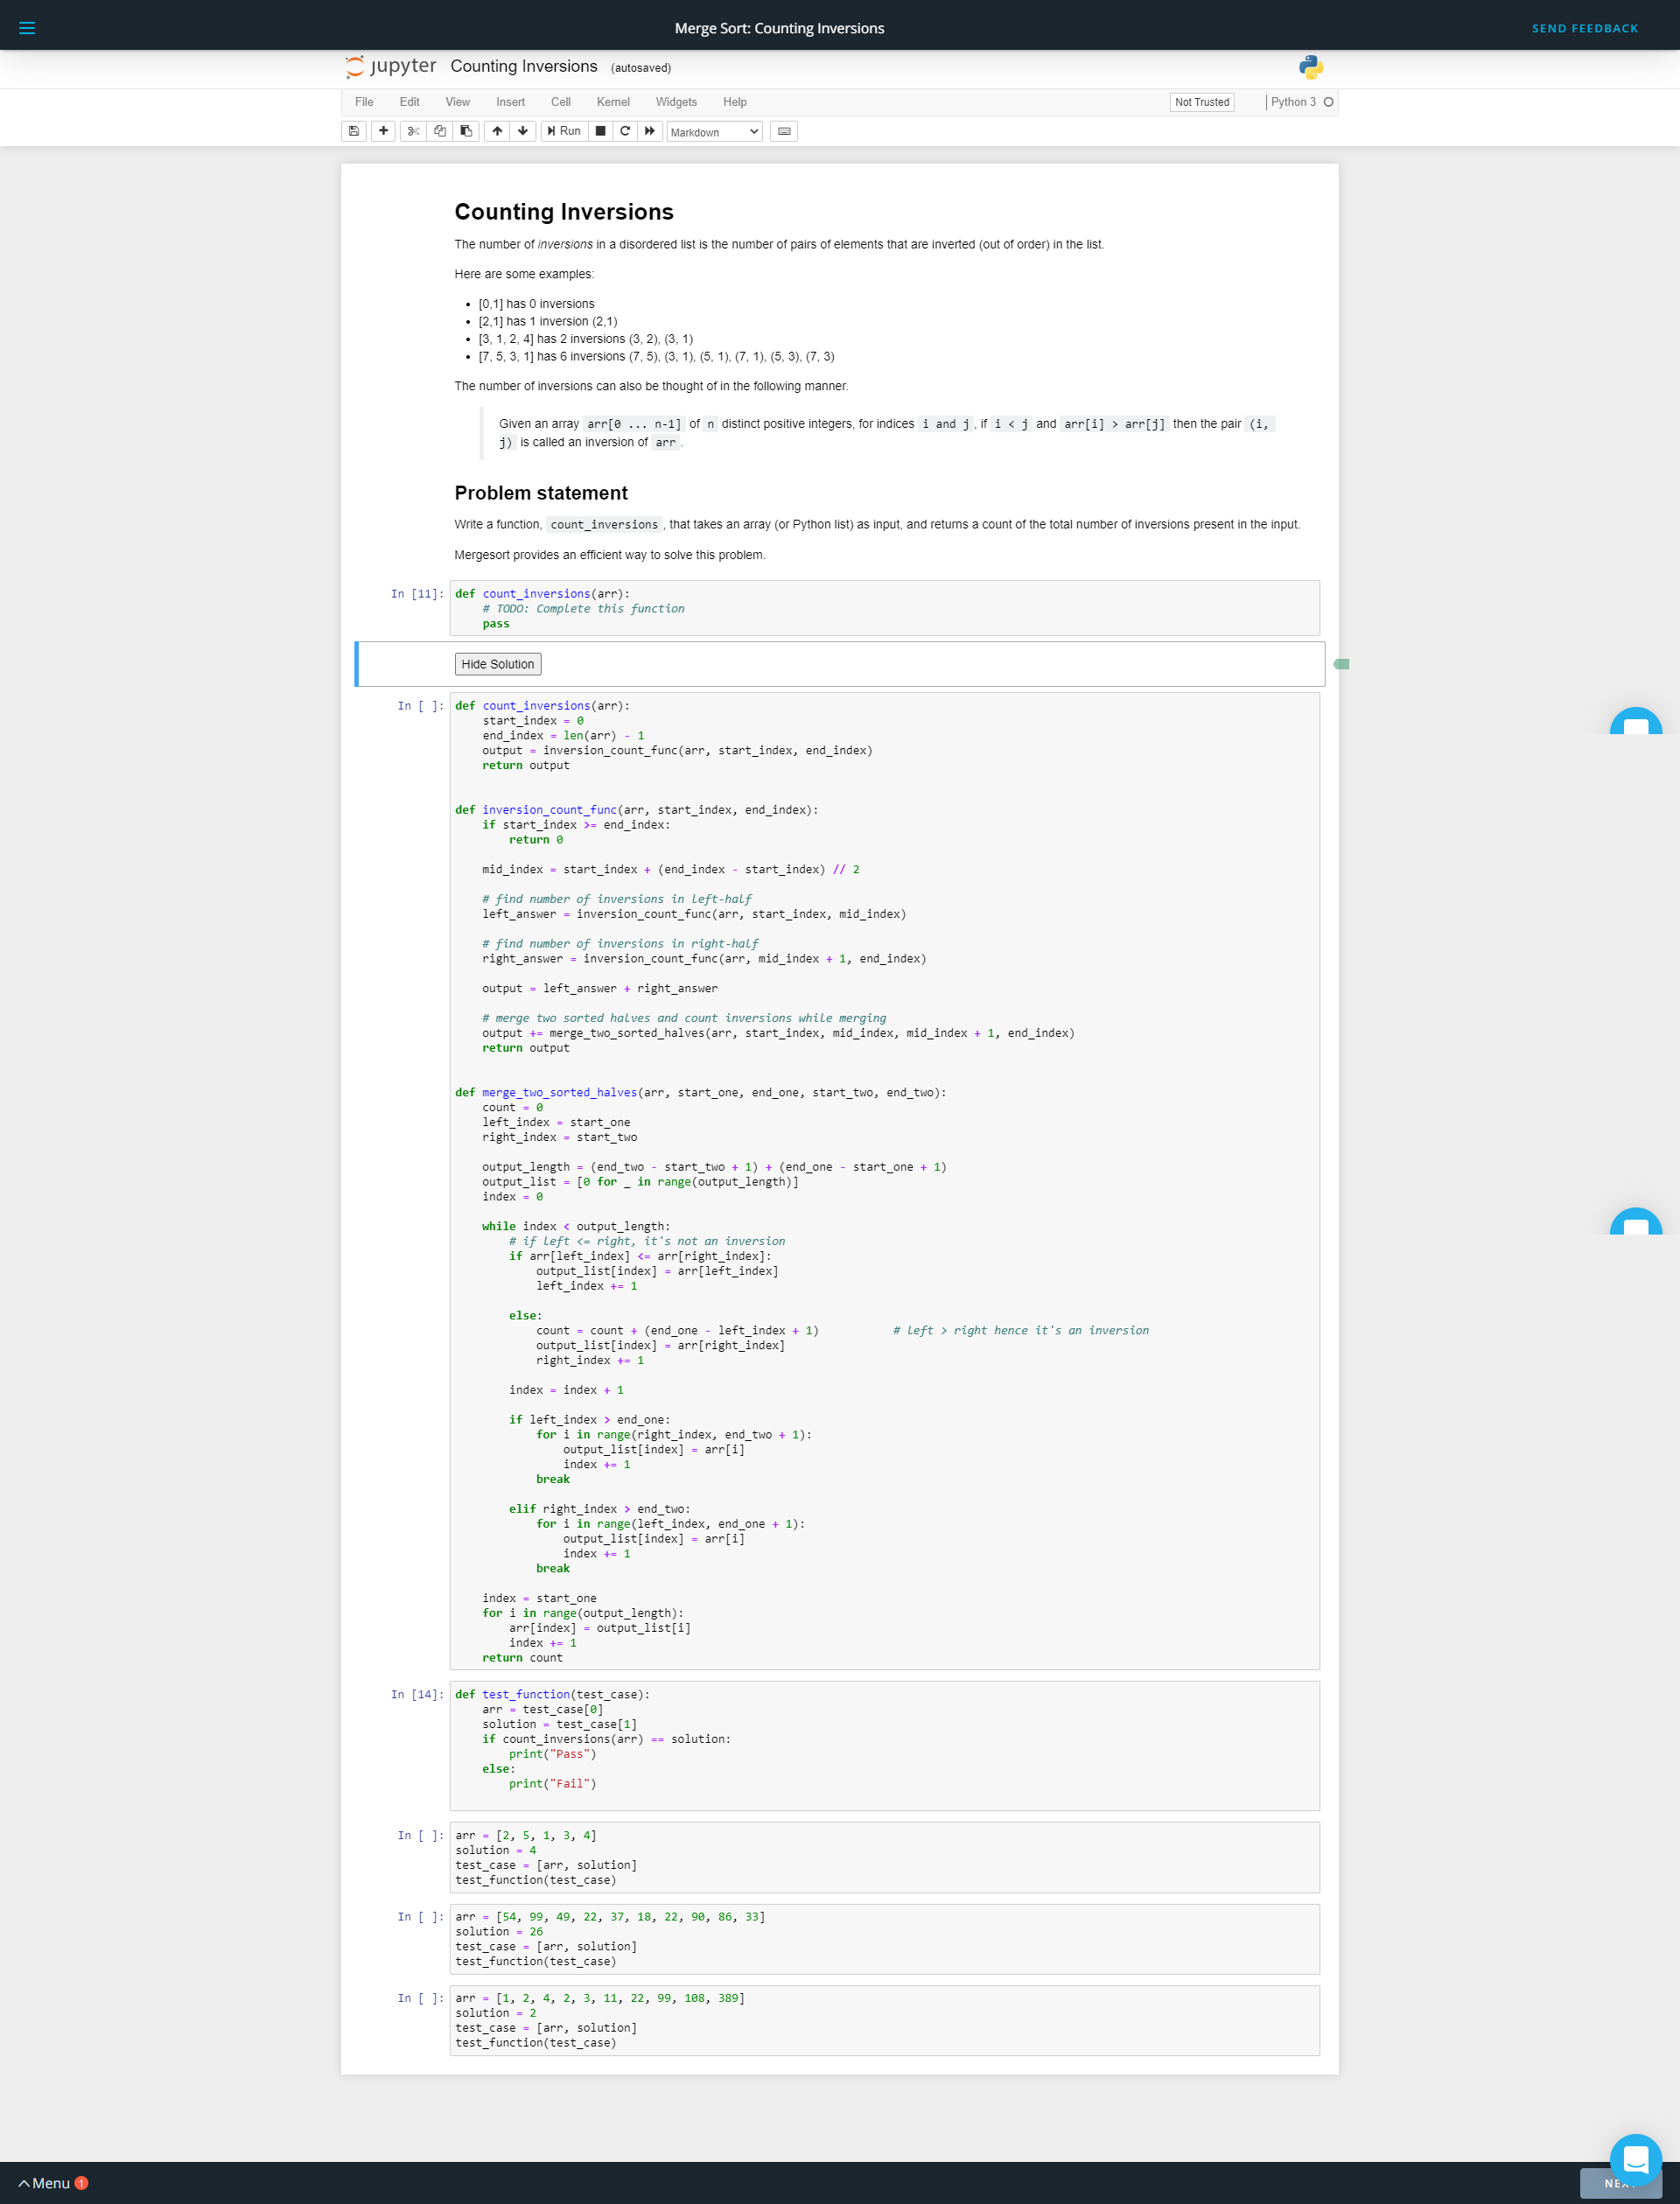 Merge Sort: Counting Inversions
SEND FEEDBACK
jupyter Counting Inversions (autosaved)
File Edit View Insert Cell Kernel Widgets Help
Not Trusted Python 3
Run Markdown
Counting Inversions
The number of inversions in a disordered list is the number of pairs of elements that are inverted (out of order) in the list.
Here are some examples:
• [0,1] has 0 inversions
• [2,1] has 1 inversion (2,1)
• [3, 1, 2, 4] has 2 inversions (3, 2), (3, 1)
• [7, 5, 3, 1] has 6 inversions (7, 5), (3, 1), (5, 1), (7, 1), (5, 3), (7, 3)
The number of inversions can also be thought of in the following manner.
Given an array arr[0 ... n-1] of n distinct positive integers, for indices i and j, if i < j and arr[i] > arr[j] then the pair (i,
j) is called an inversion of arr.
Problem statement
Write a function, count_inversions, that takes an array (or Python list) as input, and returns a count of the total number of inversions present in the input.
Mergesort provides an efficient way to solve this problem.
In [11]: def count_inversions(arr):
    # TODO: Complete this function
    pass
Hide Solution
In [ ]: def count_inversions(arr):
    start_index = 0
    end_index = len(arr) - 1
    output = inversion_count_func(arr, start_index, end_index)
    return output
def inversion_count_func(arr, start_index, end_index):
    if start_index >= end_index:
        return 0
    mid_index = start_index + (end_index - start_index) // 2
    # find number of inversions in left-half
    left_answer = inversion_count_func(arr, start_index, mid_index)
    # find number of inversions in right-half
    right_answer = inversion_count_func(arr, mid_index + 1, end_index)
    output = left_answer + right_answer
    # merge two sorted halves and count inversions while merging
    output += merge_two_sorted_halves(arr, start_index, mid_index, mid_index + 1, end_index)
    return output
def merge_two_sorted_halves(arr, start_one, end_one, start_two, end_two):
    count = 0
    left_index = start_one
    right_index = start_two
    output_length = (end_two - start_two + 1) + (end_one - start_one + 1)
    output_list = [0 for _ in range(output_length)]
    index = 0
    while index < output_length:
        # if left <= right, it's not an inversion
        if arr[left_index] <= arr[right_index]:
            output_list[index] = arr[left_index]
            left_index += 1
        else:
            count = count + (end_one - left_index + 1)           # left > right hence it's an inversion
            output_list[index] = arr[right_index]
            right_index += 1
        index = index + 1
        if left_index > end_one:
            for i in range(right_index, end_two + 1):
                output_list[index] = arr[i]
                index += 1
            break
        elif right_index > end_two:
            for i in range(left_index, end_one + 1):
                output_list[index] = arr[i]
                index += 1
            break
    index = start_one
    for i in range(output_length):
        arr[index] = output_list[i]
        index += 1
    return count
In [14]: def test_function(test_case):
    arr = test_case[0]
    solution = test_case[1]
    if count_inversions(arr) == solution:
        print("Pass")
    else:
        print("Fail")
In [ ]: arr = [2, 5, 1, 3, 4]
solution = 4
test_case = [arr, solution]
test_function(test_case)
In [ ]: arr = [54, 99, 49, 22, 37, 18, 22, 90, 86, 33]
solution = 26
test_case = [arr, solution]
test_function(test_case)
In [ ]: arr = [1, 2, 4, 2, 3, 11, 22, 99, 108, 389]
solution = 2
test_case = [arr, solution]
test_function(test_case)
Menu 1